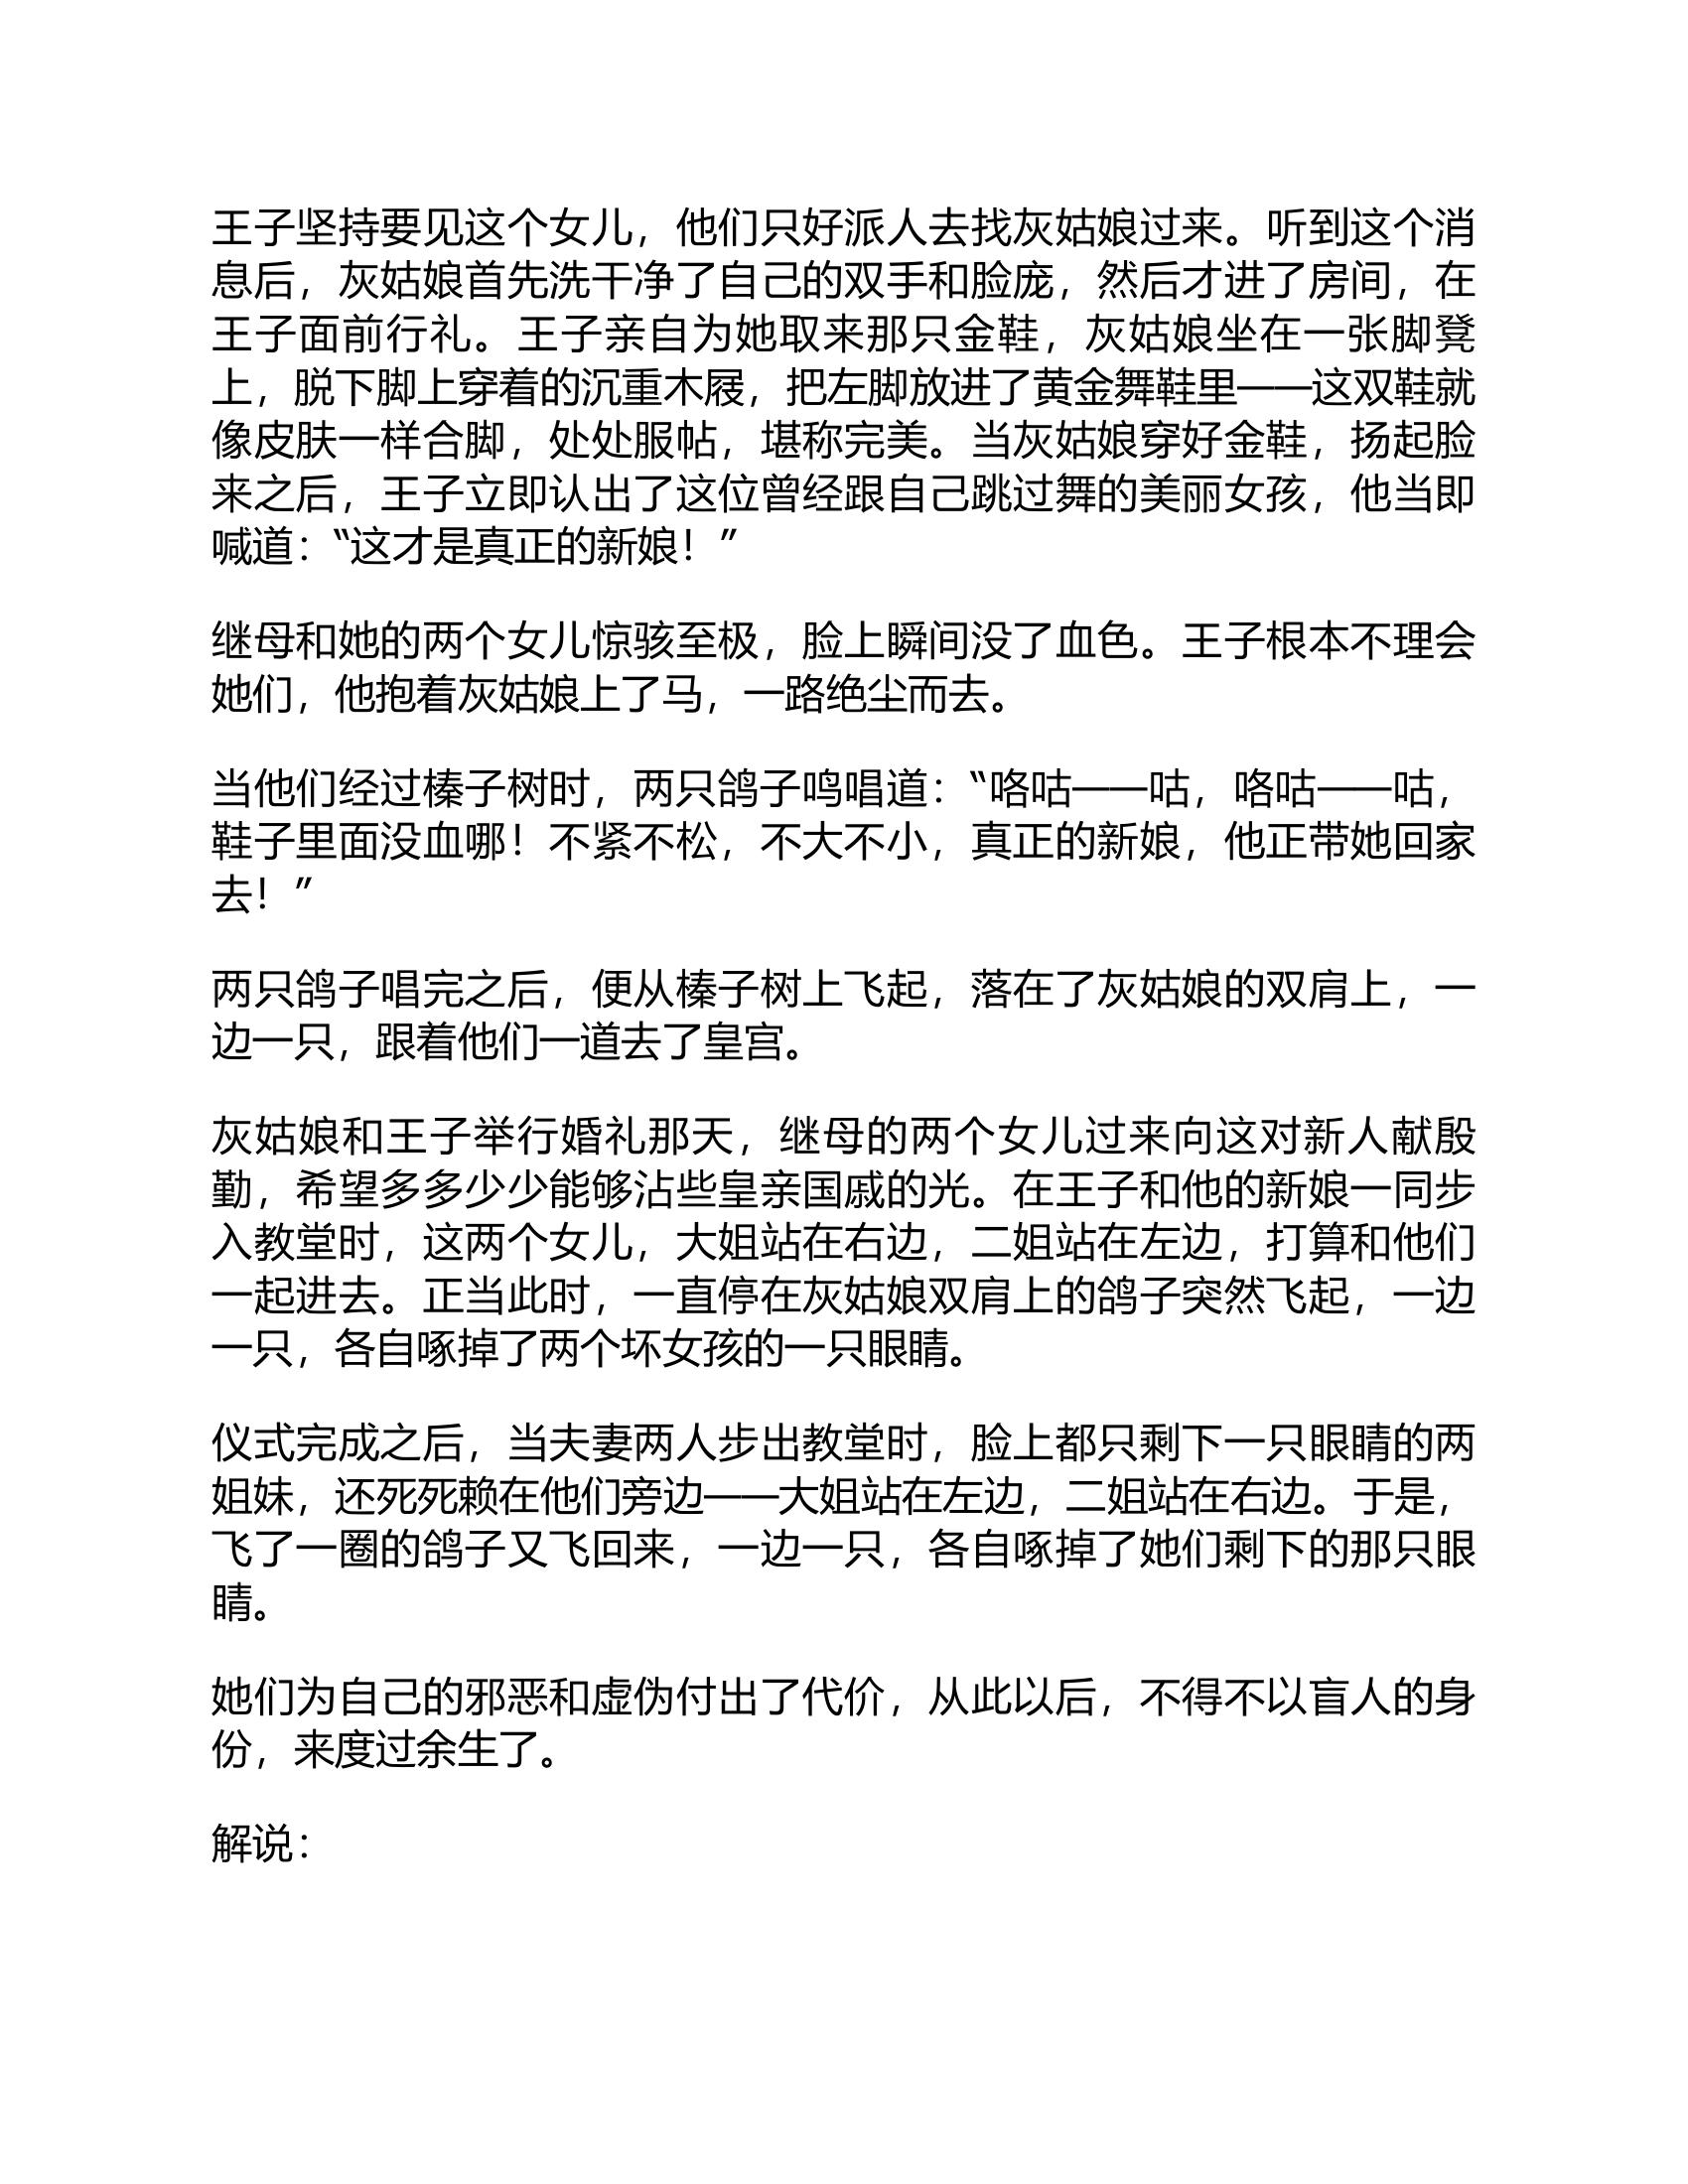 王子坚持要见这个女儿，他们只好派人去找灰姑娘过来。听到这个消
息后，灰姑娘首先洗干净了自己的双手和脸庞，然后才进了房间，在
王子面前行礼。王子亲自为她取来那只金鞋，灰姑娘坐在一张脚凳
上，脱下脚上穿着的沉重木屐，把左脚放进了黄金舞鞋里——这双鞋就
像皮肤一样合脚，处处服帖，堪称完美。当灰姑娘穿好金鞋，扬起脸
来之后，王子立即认出了这位曾经跟自己跳过舞的美丽女孩，他当即
喊道：“这才是真正的新娘！”
继母和她的两个女儿惊骇至极，脸上瞬间没了血色。王子根本不理会
她们，他抱着灰姑娘上了马，一路绝尘而去。
当他们经过榛子树时，两只鸽子鸣唱道：“咯咕——咕，咯咕——咕，
鞋子里面没血哪！不紧不松，不大不小，真正的新娘，他正带她回家
去！”
两只鸽子唱完之后，便从榛子树上飞起，落在了灰姑娘的双肩上，一
边一只，跟着他们一道去了皇宫。
灰姑娘和王子举行婚礼那天，继母的两个女儿过来向这对新人献殷
勤，希望多多少少能够沾些皇亲国戚的光。在王子和他的新娘一同步
入教堂时，这两个女儿，大姐站在右边，二姐站在左边，打算和他们
一起进去。正当此时，一直停在灰姑娘双肩上的鸽子突然飞起，一边
一只，各自啄掉了两个坏女孩的一只眼睛。
仪式完成之后，当夫妻两人步出教堂时，脸上都只剩下一只眼睛的两
姐妹，还死死赖在他们旁边——大姐站在左边，二姐站在右边。于是，
飞了一圈的鸽子又飞回来，一边一只，各自啄掉了她们剩下的那只眼
睛。
她们为自己的邪恶和虚伪付出了代价，从此以后，不得不以盲人的身
份，来度过余生了。
解说：